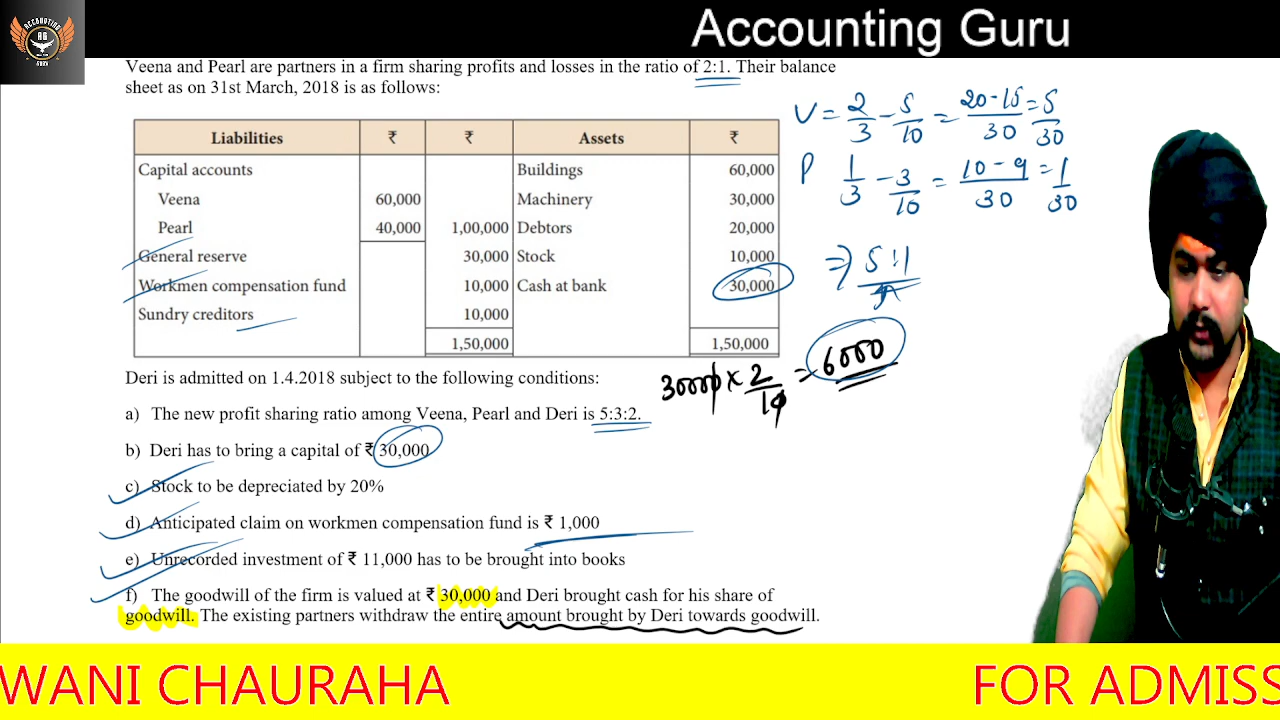 Accounting Guru
ACCOUNTING
AG
GURU
Veena and Pearl are partners in a firm sharing profits and losses in the ratio of 2:1. Their balance
sheet as on 31st March, 2018 is as follows:
Liabilities ₹ ₹ Assets ₹
Capital accounts Buildings 60,000
Veena 60,000 Machinery 30,000
Pearl 40,000 1,00,000 Debtors 20,000
General reserve 30,000 Stock 10,000
Workmen compensation fund 10,000 Cash at bank 30,000
Sundry creditors 10,000
1,50,000 1,50,000
V = 2/3 - 5/10 = 20-15/30 = 5/30
P 1/3 - 3/10 = 10-9/30 = 1/30
⇒ 5:1
30000 × 2/10 = 6000
Deri is admitted on 1.4.2018 subject to the following conditions:
a) The new profit sharing ratio among Veena, Pearl and Deri is 5:3:2.
b) Deri has to bring a capital of ₹ 30,000
c) Stock to be depreciated by 20%
d) Anticipated claim on workmen compensation fund is ₹ 1,000
e) Unrecorded investment of ₹ 11,000 has to be brought into books
f) The goodwill of the firm is valued at ₹ 30,000 and Deri brought cash for his share of
goodwill. The existing partners withdraw the entire amount brought by Deri towards goodwill.
WANI CHAURAHA FOR ADMISS